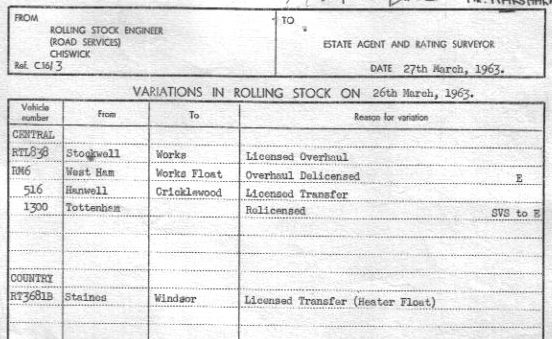 FROM
ROLLING STOCK ENGINEER
(ROAD SERVICES)
CHISWICK
Ref. C16/3
TO
ESTATE AGENT AND RATING SURVEYOR
DATE 27th March, 1963.
VARIATIONS IN ROLLING STOCK ON 26th March, 1963.
Vehicle number From To Reason for variation
CENTRAL
RTL838 Stockwell Works Licensed Overhaul
RM6 West Ham Works Float Overhaul Delicensed E
516 Hanwell Cricklewood Licensed Transfer
1300 Tottenham Relicensed SVS to E
COUNTRY
RT3681B Staines Windsor Licensed Transfer (Heater Float)